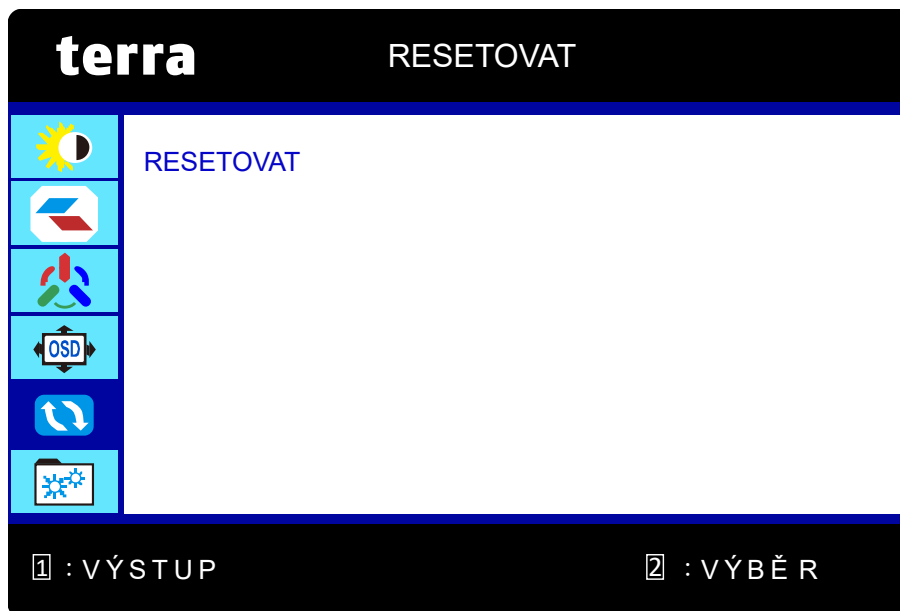 terra RESETOVAT
RESETOVAT
OSD
1 : VÝSTUP 2 : VÝBĚR